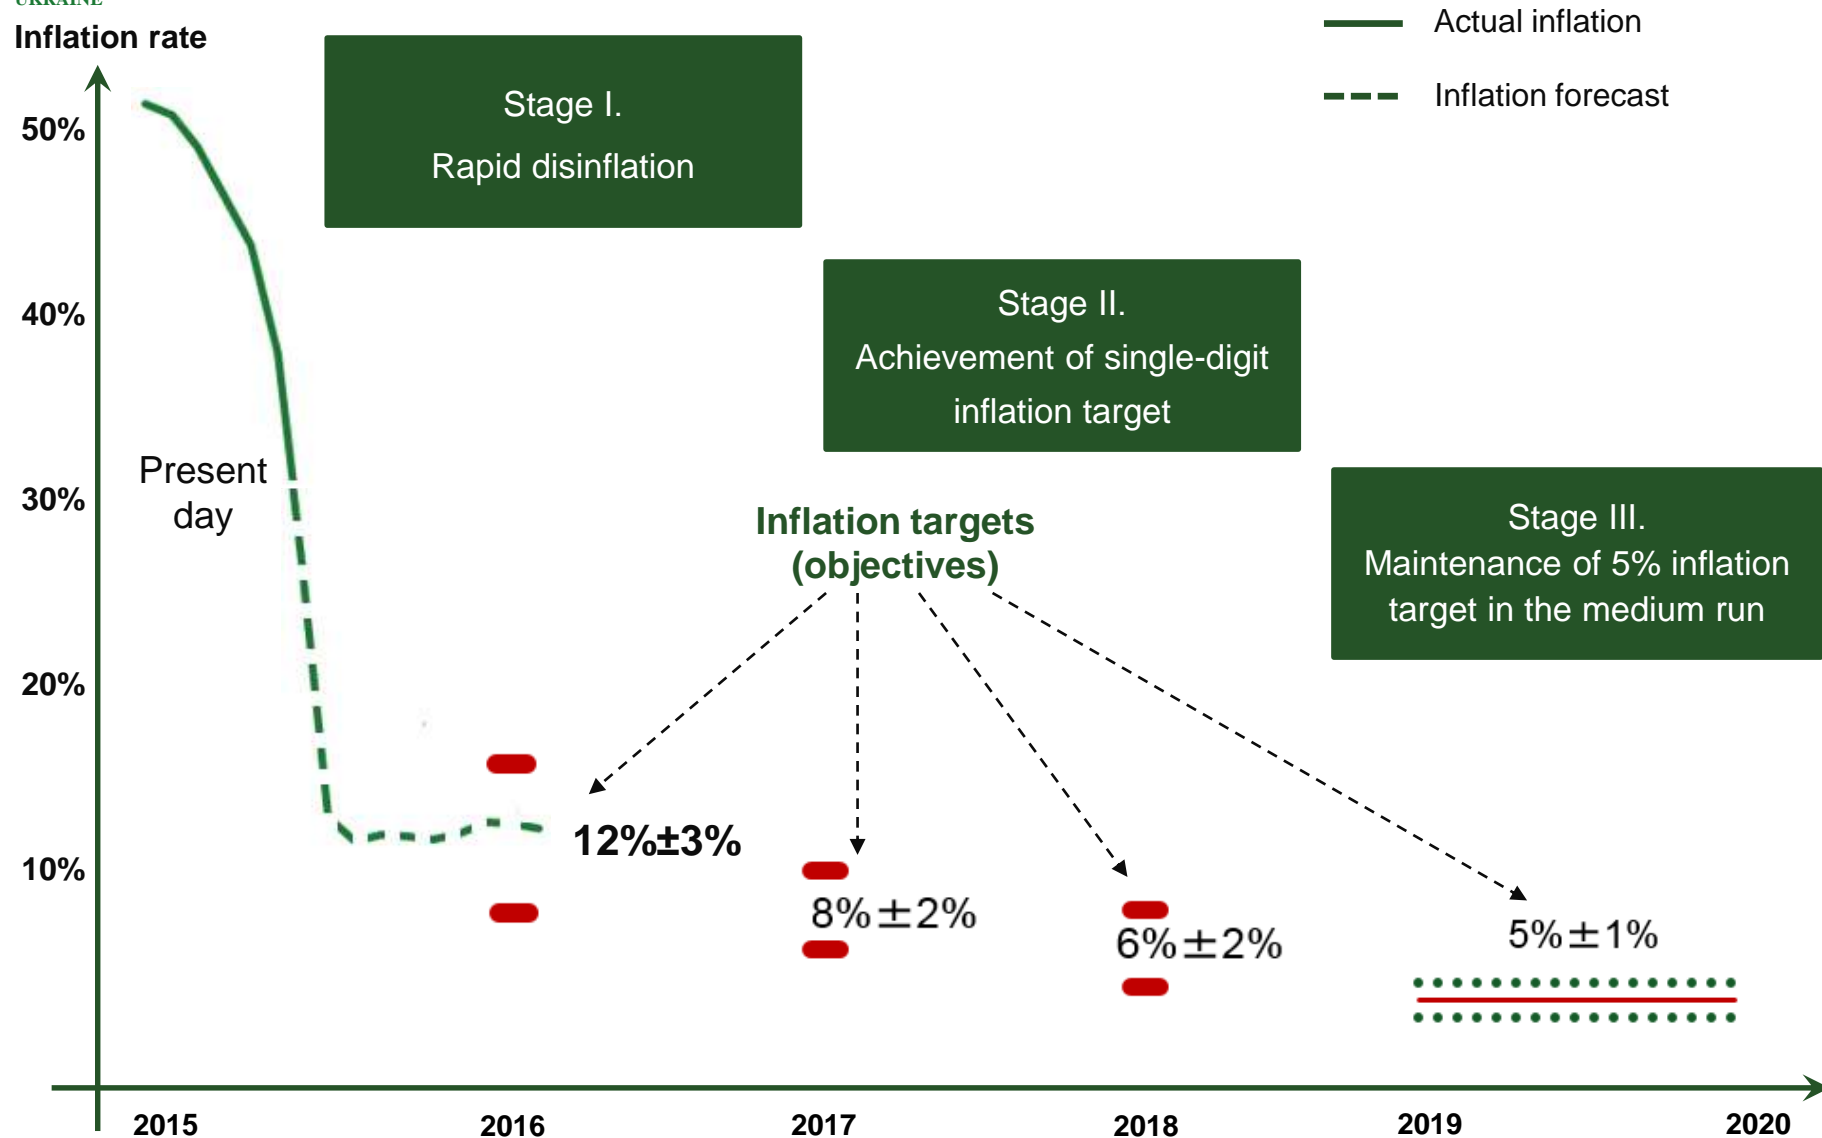 UKRAINE
Inflation rate
Actual inflation
Inflation forecast
Stage I.
Rapid disinflation
50%
40%
30%
20%
10%
Stage II.
Achievement of single-digit
inflation target
Present
day
Stage III.
Maintenance of 5% inflation
target in the medium run
Inflation targets
(objectives)
12%±3%
8%±2%
6%±2%
5%±1%
2015
2016
2017
2018
2019
2020